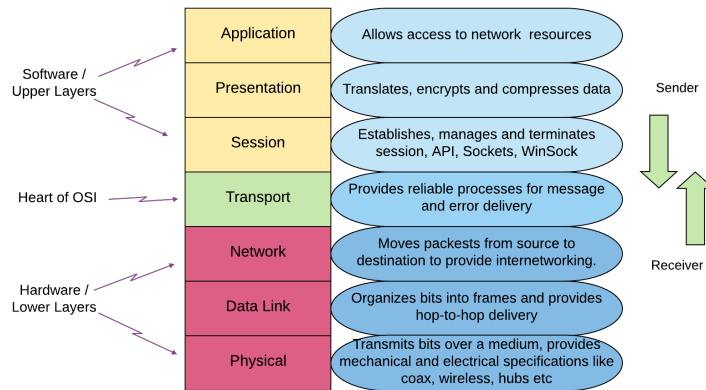 Application
Allows access to network resources
Software /
Upper Layers
Presentation
Translates, encrypts and compresses data
Sender
Session
Establishes, manages and terminates
session, API, Sockets, WinSock
Heart of OSI
Transport
Provides reliable processes for message
and error delivery
Network
Moves packests from source to
destination to provide internetworking.
Receiver
Hardware /
Lower Layers
Data Link
Organizes bits into frames and provides
hop-to-hop delivery
Physical
Transmits bits over a medium, provides
mechanical and electrical specifications like
coax, wireless, hubs etc